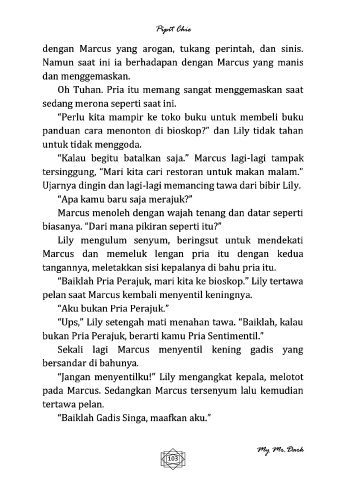 Pipit Chie
dengan Marcus yang arogan, tukang perintah, dan sinis.
Namun saat ini ia berhadapan dengan Marcus yang manis
dan menggemaskan.
Oh Tuhan. Pria itu memang sangat menggemaskan saat
sedang merona seperti saat ini.
"Perlu kita mampir ke toko buku untuk membeli buku
panduan cara menonton di bioskop?" dan Lily tidak tahan
untuk tidak menggoda.
"Kalau begitu batalkan saja." Marcus lagi-lagi tampak
tersinggung, "Mari kita cari restoran untuk makan malam."
Ujarnya dingin dan lagi-lagi memancing tawa dari bibir Lily.
"Apa kamu baru saja merajuk?"
Marcus menoleh dengan wajah tenang dan datar seperti
biasanya. "Dari mana pikiran seperti itu?"
Lily mengulum senyum, beringsut untuk mendekati
Marcus dan memeluk lengan pria itu dengan kedua
tangannya, meletakkan sisi kepalanya di bahu pria itu.
"Baiklah Pria Perajuk, mari kita ke bioskop." Lily tertawa
pelan saat Marcus kembali menyentil keningnya.
"Aku bukan Pria Perajuk."
"Ups," Lily setengah mati menahan tawa. "Baiklah, kalau
bukan Pria Perajuk, berarti kamu Pria Sentimentil."
Sekali lagi Marcus menyentil kening gadis yang
bersandar di bahunya.
"Jangan menyentilku!" Lily mengangkat kepala, melotot
pada Marcus. Sedangkan Marcus tersenyum lalu kemudian
tertawa pelan.
"Baiklah Gadis Singa, maafkan aku."
103
My Mr. Dark